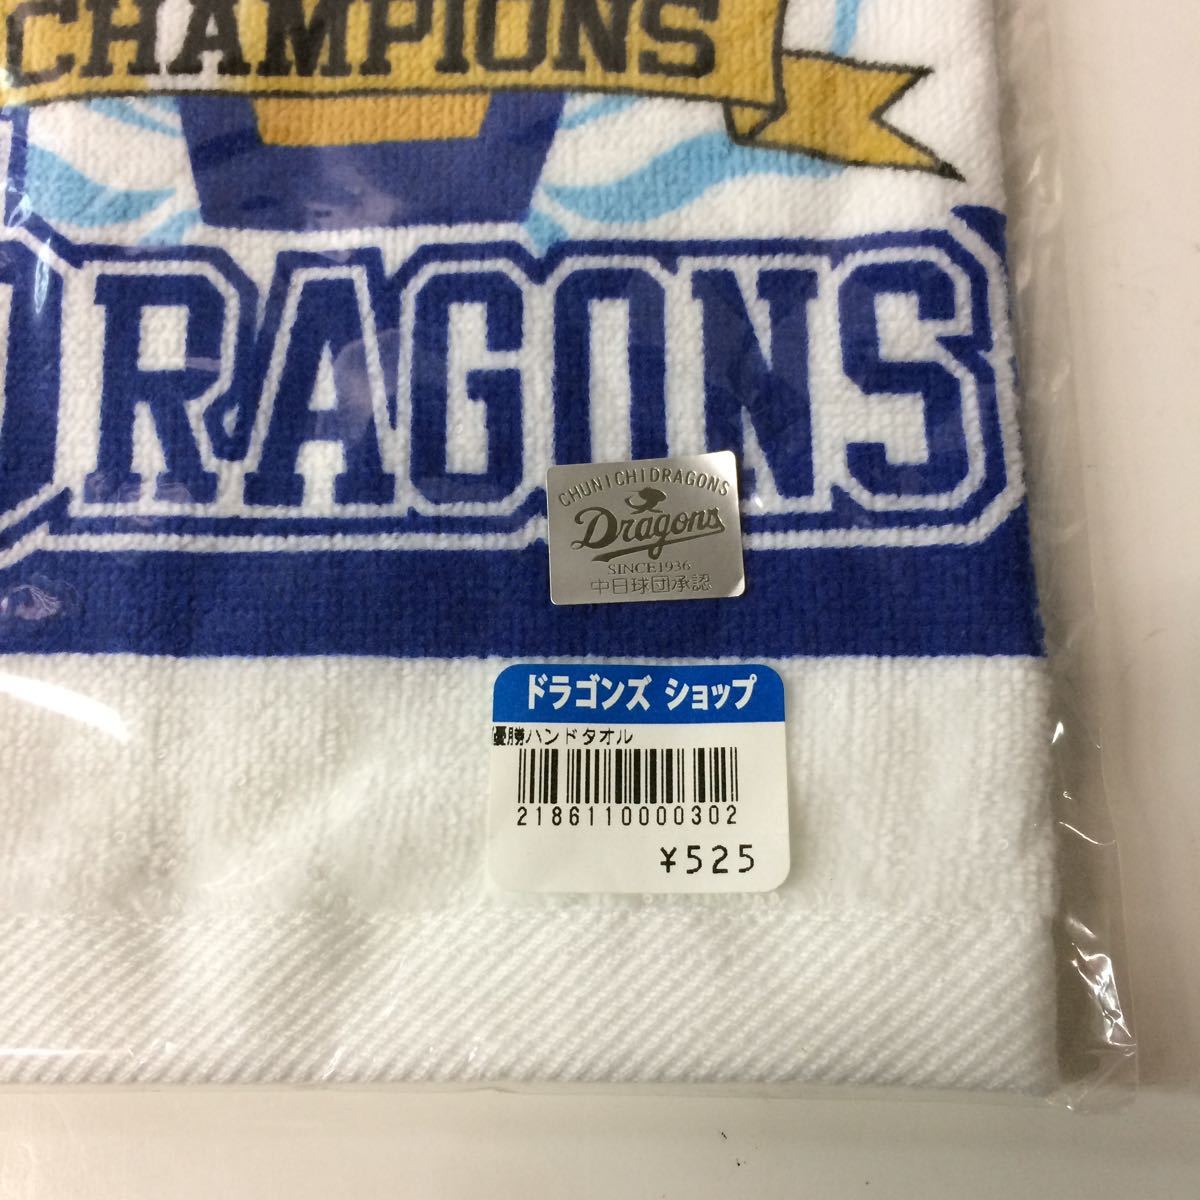 CHAMPIONS
DRAGONS
CHUNICHI DRAGONS
Dragons
SINCE1936
中日球団承認
ドラゴンズ ショップ
優勝ハンドタオル
2186110000302
¥525